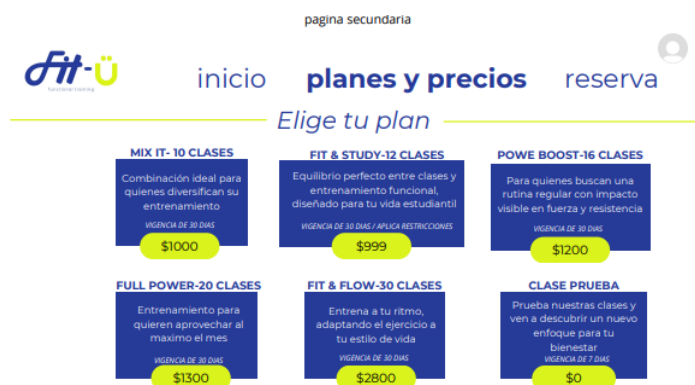 pagina secundaria
Fit-Ü
functional training
inicio planes y precios reserva
Elige tu plan
MIX IT- 10 CLASES
Combinación ideal para
quienes diversifican su
entrenamiento
VIGENCIA DE 30 DIAS
$1000
FIT & STUDY-12 CLASES
Equilibrio perfecto entre clases y
entrenamiento funcional,
diseñado para tu vida estudiantil
VIGENCIA DE 30 DIAS / APLICA RESTRICCIONES
$999
POWE BOOST-16 CLASES
Para quienes buscan una
rutina regular con impacto
visible en fuerza y resistencia
VIGENCIA DE 30 DIAS
$1200
FULL POWER-20 CLASES
Entrenamiento para
quieren aprovechar al
maximo el mes
VIGENCIA DE 30 DIAS
$1300
FIT & FLOW-30 CLASES
Entrena a tu ritmo,
adaptando el ejercicio a
tu estilo de vida
VIGENCIA DE 30 DIAS
$2800
CLASE PRUEBA
Prueba nuestras clases y
ven a descubrir un nuevo
enfoque para tu
bienestar
VIGENCIA DE 7 DIAS
$0